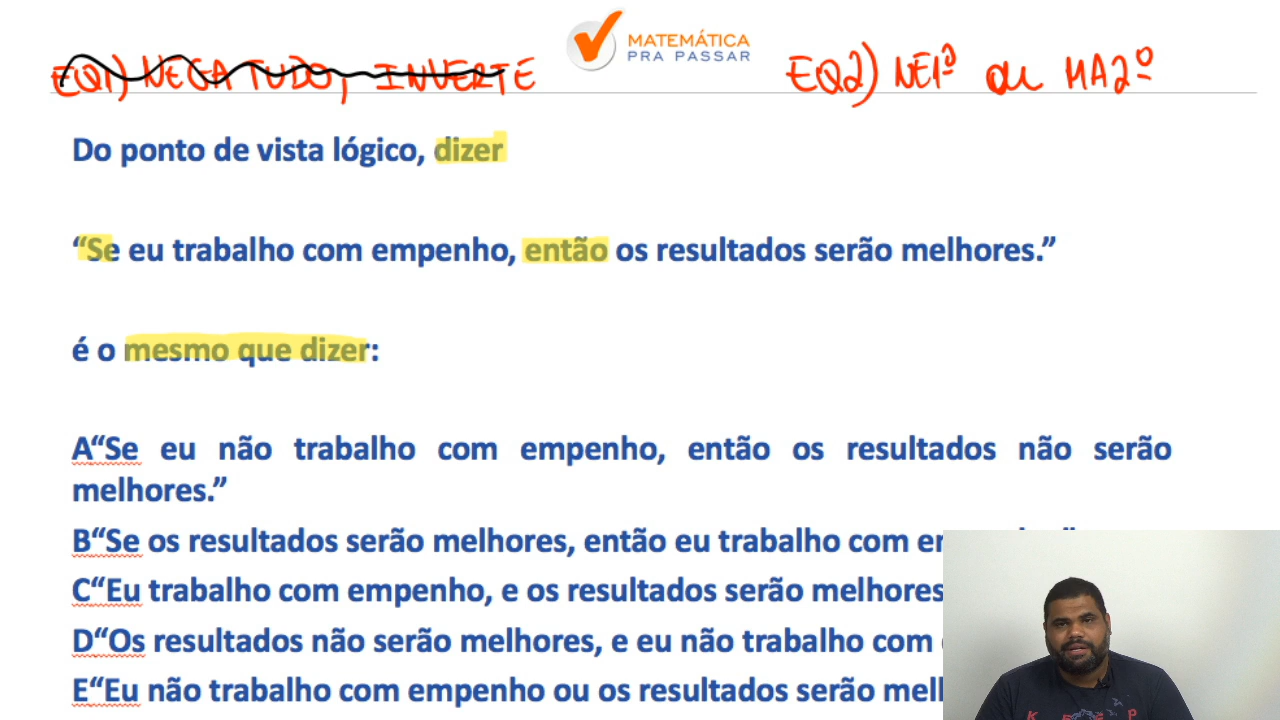 MATEMÁTICA
PRA PASSAR
EQ1) NEGA TUDO, INVERTE
EQ2) NE1º ou MA2º
Do ponto de vista lógico, dizer
“Se eu trabalho com empenho, então os resultados serão melhores.”
é o mesmo que dizer:
A“Se eu não trabalho com empenho, então os resultados não serão
melhores.”
B“Se os resultados serão melhores, então eu trabalho com
C“Eu trabalho com empenho, e os resultados serão melhores
D“Os resultados não serão melhores, e eu não trabalho com
E“Eu não trabalho com empenho ou os resultados serão